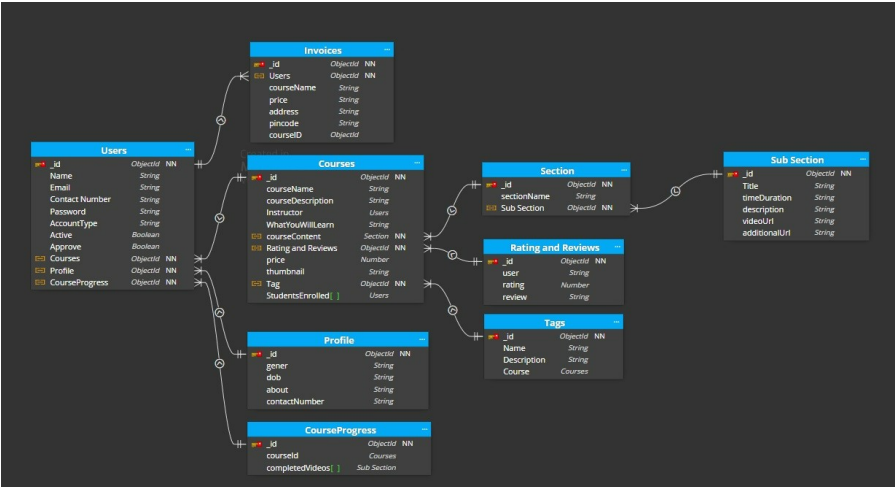 Invoices ...
_id ObjectId NN
Users ObjectId NN
courseName String
price String
address String
pincode String
courseID ObjectId
Users ...
_id ObjectId NN
Name String
Email String
Contact Number String
Password String
AccountType String
Active Boolean
Approve Boolean
Courses ObjectId NN
Profile ObjectId NN
CourseProgress ObjectId NN
Courses ...
_id ObjectId NN
courseName String
courseDescription String
Instructor Users
WhatYouWillLearn String
courseContent Section NN
Rating and Reviews ObjectId NN
price Number
thumbnail String
Tag ObjectId NN
StudentsEnrolled[ ] Users
Section ...
_id ObjectId NN
sectionName String
Sub Section ObjectId NN
Sub Section ...
_id ObjectId NN
Title String
timeDuration String
description String
videoUrl String
additionalUrl String
Rating and Reviews ...
_id ObjectId NN
user String
rating Number
review String
Tags ...
_id ObjectId NN
Name String
Description String
Course Courses
Profile ...
_id ObjectId NN
gener String
dob String
about String
contactNumber String
CourseProgress ...
_id ObjectId NN
courseId Courses
completedVideos[ ] Sub Section